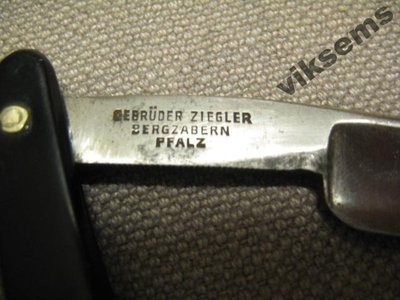 viksems
GEBRÜDER ZIEGLER
BERGZABERN
PFALZ